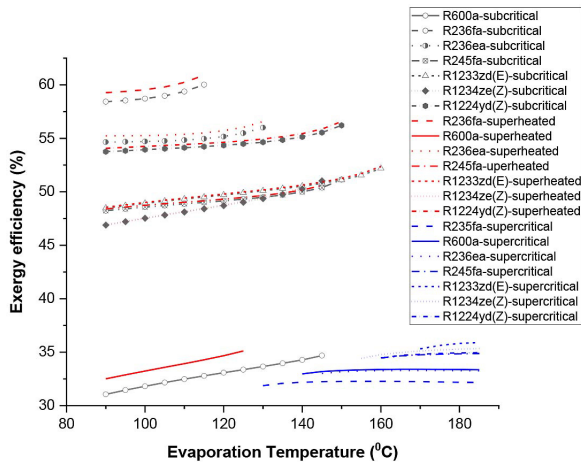 Exergy efficiency (%)
60
55
50
45
40
35
30
80
100
120
140
160
180
Evaporation Temperature (⁰C)
R600a-subcritical
R236fa-subcritical
R236ea-subcritical
R245fa-subcritical
R1233zd(E)-subcritical
R1234ze(Z)-subcritical
R1224yd(Z)-subcritical
R236fa-superheated
R600a-superheated
R236ea-superheated
R245fa-uperheated
R1233zd(E)-superheated
R1234ze(Z)-superheated
R1224yd(Z)-superheated
R235fa-supercritical
R600a-supercritical
R236ea-supercritical
R245fa-supercritical
R1233zd(E)-supercritical
R1234ze(Z)-supercritical
R1224yd(Z)-supercritical